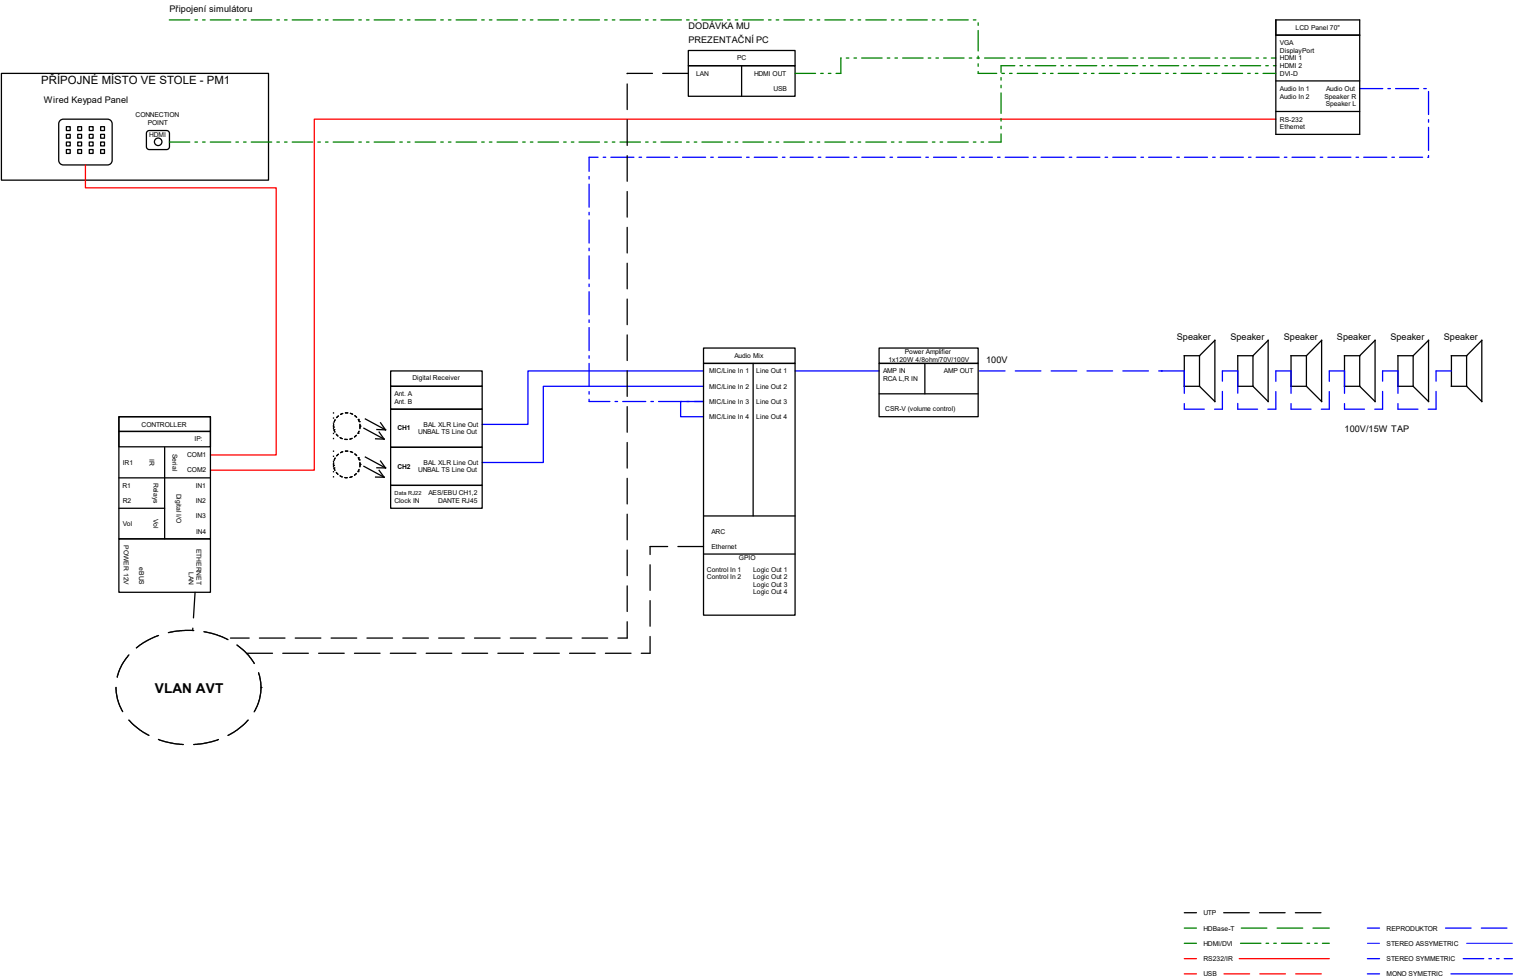 Připojení simulátoru
DODÁVKA MU
PREZENTAČNÍ PC
PC
LAN
HDMI OUT
USB
LCD Panel 70"
VGA
DisplayPort
HDMI 1
HDMI 2
DVI-D
Audio In 1
Audio Out
Audio In 2
Speaker R
Speaker L
RS-232
Ethernet
PŘÍPOJNÉ MÍSTO VE STOLE - PM1
Wired Keypad Panel
CONNECTION
POINT
HDMI
Audio Mix
MIC/Line In 1
Line Out 1
MIC/Line In 2
Line Out 2
MIC/Line In 3
Line Out 3
MIC/Line In 4
Line Out 4
ARC
Ethernet
GPIO
Control In 1
Logic Out 1
Control In 2
Logic Out 2
Logic Out 3
Logic Out 4
Power Amplifier
1x120W 4/8ohm/70V/100V
AMP IN
AMP OUT
RCA L,R IN
CSR-V (volume control)
100V
Speaker
Speaker
Speaker
Speaker
Speaker
Speaker
100V/15W TAP
Digital Receiver
Ant. A
Ant. B
CH1
BAL XLR Line Out
UNBAL TS Line Out
CH2
BAL XLR Line Out
UNBAL TS Line Out
Data RJ22
AES/EBU CH1,2
Clock IN
DANTE RJ45
CONTROLLER
IP:
IR1
IR
Serial
COM1
COM2
R1
Relays
R2
Digital I/O
IN1
IN2
IN3
IN4
Vol
Vol
POWER 12V
eBUS
ETHERNET
LAN
VLAN AVT
UTP
HDBase-T
HDMI/DVI
RS232/IR
USB
REPRODUKTOR
STEREO ASSYMETRIC
STEREO SYMMETRIC
MONO SYMETRIC